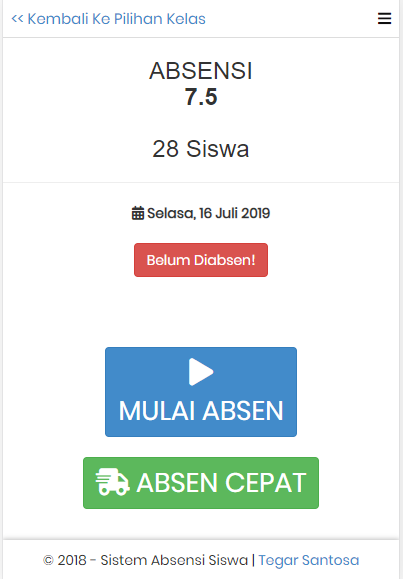 << Kembali Ke Pilihan Kelas
ABSENSI
7.5
28 Siswa
Selasa, 16 Juli 2019
Belum Diabsen!
MULAI ABSEN
ABSEN CEPAT
© 2018 - Sistem Absensi Siswa | Tegar Santosa